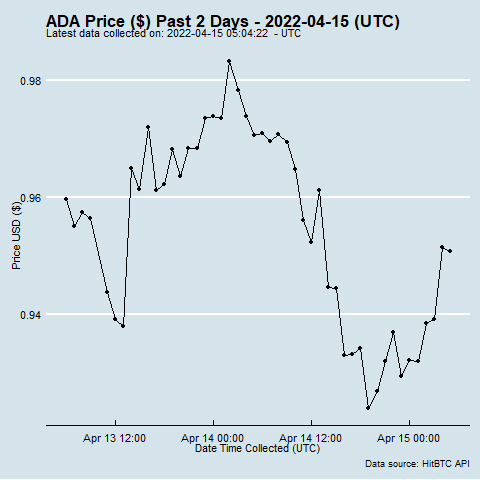 ADA Price ($) Past 2 Days - 2022-04-15 (UTC)
Latest data collected on: 2022-04-15 05:04:22 - UTC
0.98
0.96
0.94
Price USD ($)
Apr 13 12:00
Apr 14 00:00
Apr 14 12:00
Apr 15 00:00
Date Time Collected (UTC)
Data source: HitBTC API